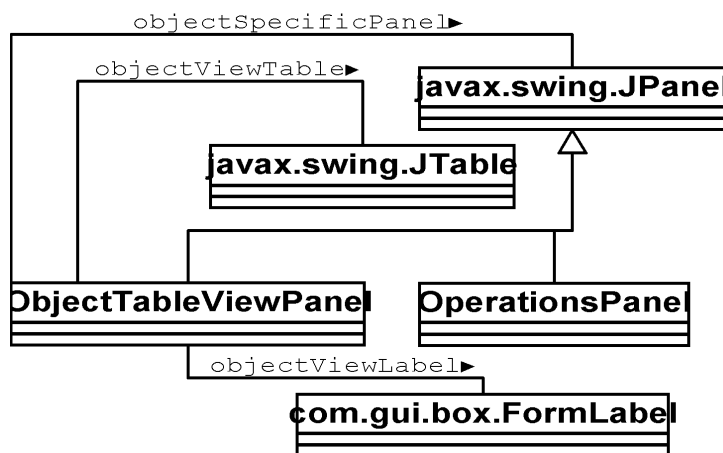 objectSpecificPanel►
objectViewTable►
javax.swing.JPanel
javax.swing.JTable
ObjectTableViewPanel
OperationsPanel
objectViewLabel►
com.gui.box.FormLabel